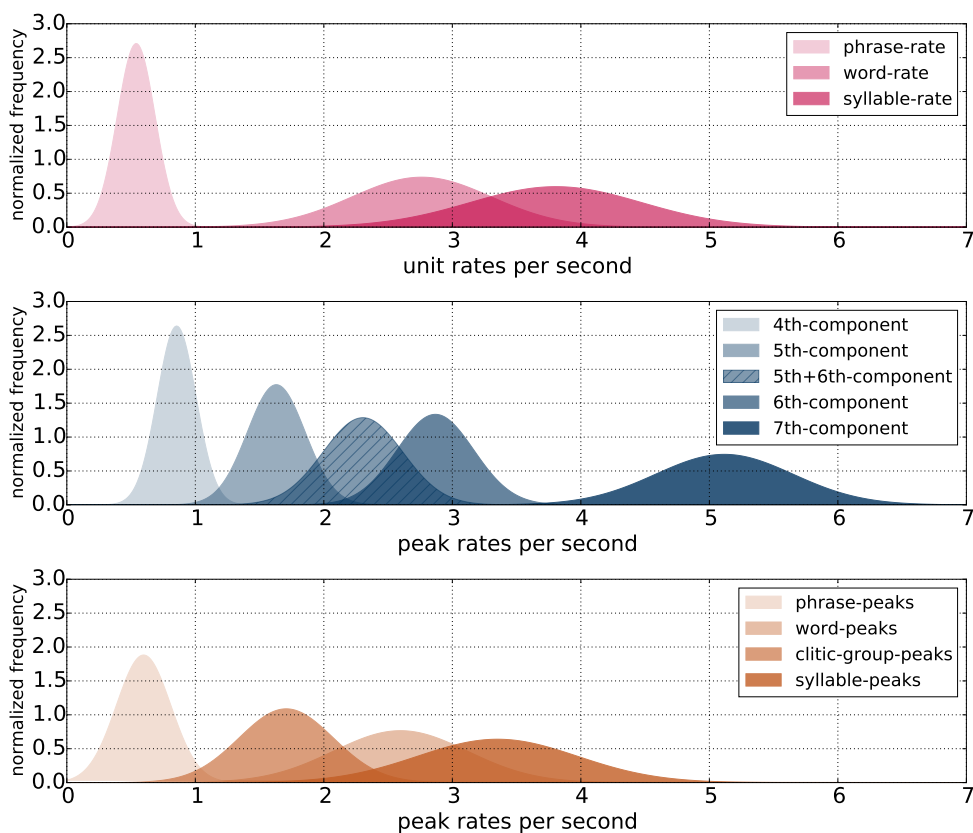 normalized frequency
3.0
2.5
2.0
1.5
1.0
0.5
0.0
phrase-rate
word-rate
syllable-rate
0 1 2 3 4 5 6 7
unit rates per second
normalized frequency
3.0
2.5
2.0
1.5
1.0
0.5
0.0
4th-component
5th-component
5th+6th-component
6th-component
7th-component
0 1 2 3 4 5 6 7
peak rates per second
normalized frequency
3.0
2.5
2.0
1.5
1.0
0.5
0.0
phrase-peaks
word-peaks
clitic-group-peaks
syllable-peaks
0 1 2 3 4 5 6 7
peak rates per second